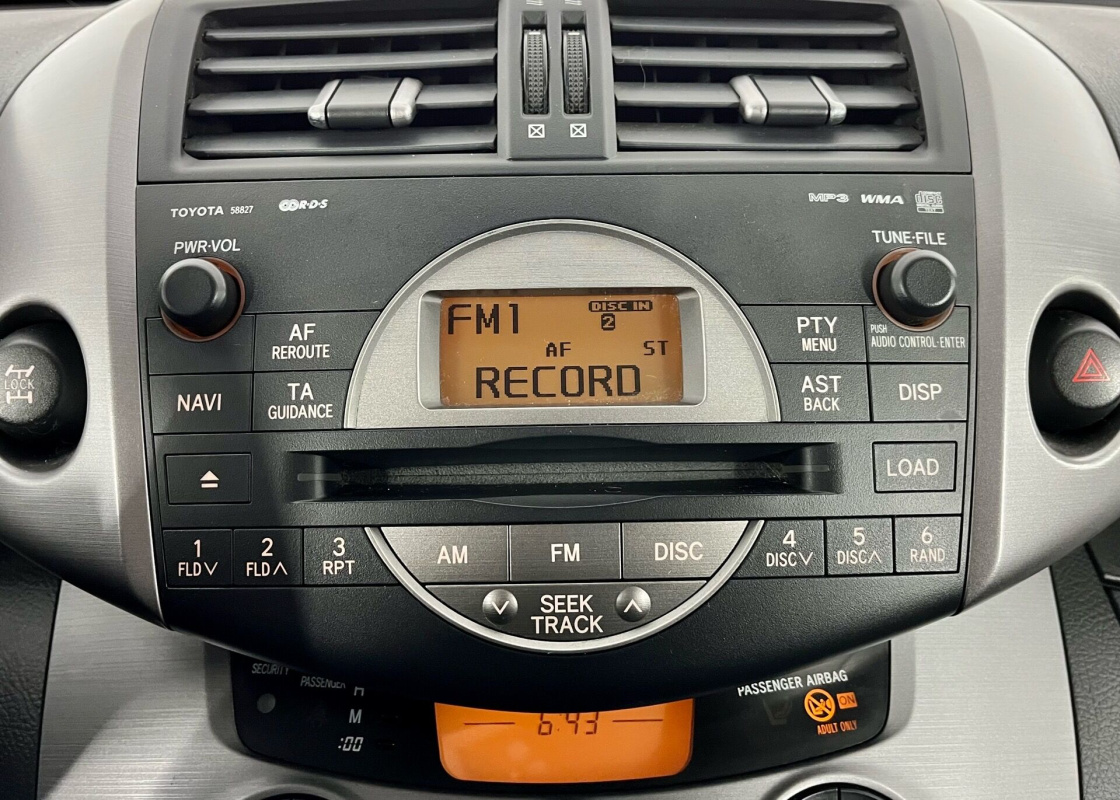 TOYOTA 58827
R·D·S
MP3 WMA
DISC
TEXT
PWR·VOL
TUNE·FILE
FM1
DISC IN
2
AF ST
RECORD
AF
REROUTE
PTY
MENU
PUSH
AUDIO CONTROL·ENTER
LOCK
NAVI
TA
GUIDANCE
AST
BACK
DISP
LOAD
1
FLD∨
2
FLD∧
3
RPT
AM
FM
DISC
4
DISC∨
5
DISC∧
6
RAND
SEEK
TRACK
SECURITY
PASSENGER
H
M
:00
6:43
PASSENGER AIRBAG
ON
ADULT ONLY